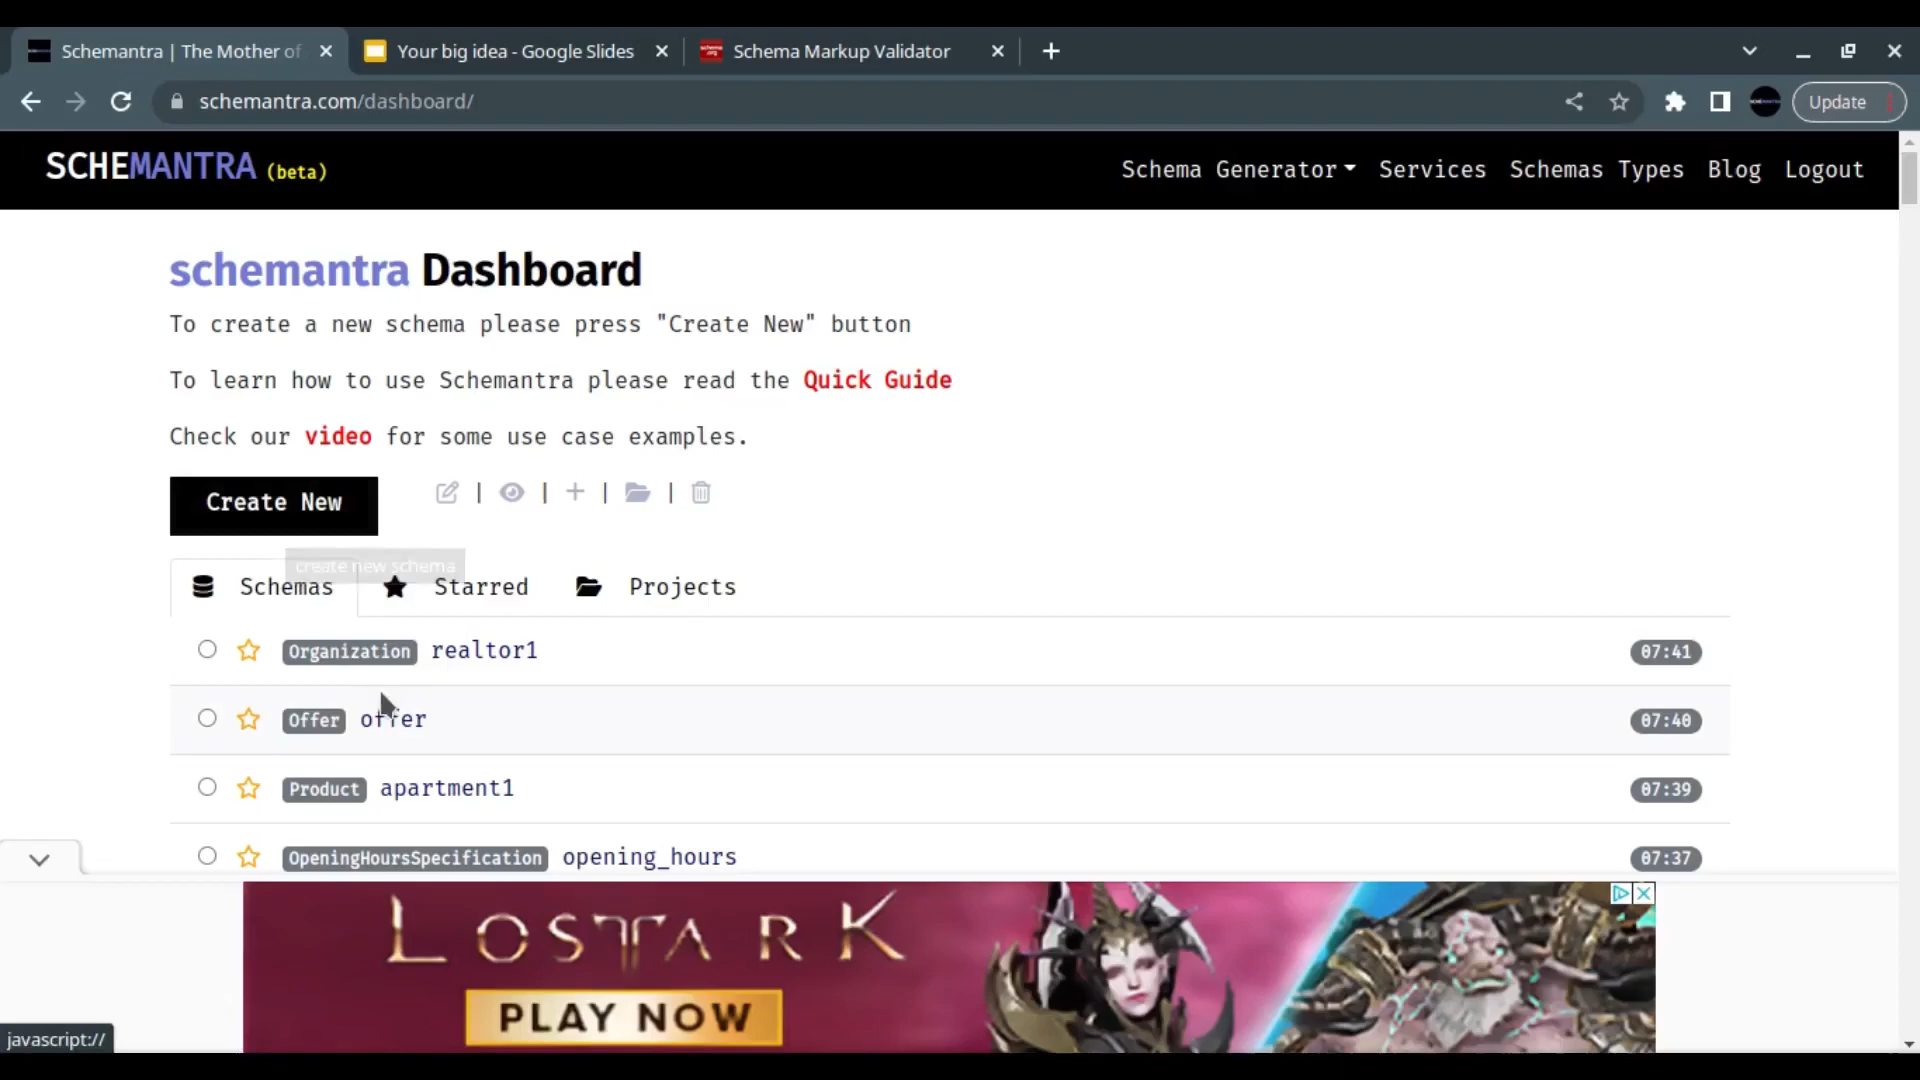 Schemantra | The Mother of
Your big idea - Google Slides
Schema Markup Validator
schemantra.com/dashboard/
Update
SCHEMANTRA (beta)
Schema Generator
Services
Schemas Types
Blog
Logout
schemantra Dashboard
To create a new schema please press "Create New" button
To learn how to use Schemantra please read the Quick Guide
Check our video for some use case examples.
Create New
| | | |
create new schema
Schemas
Starred
Projects
Organization realtor1 07:41
Offer offer 07:40
Product apartment1 07:39
OpeningHoursSpecification opening_hours 07:37
LOST ARK
PLAY NOW
javascript://